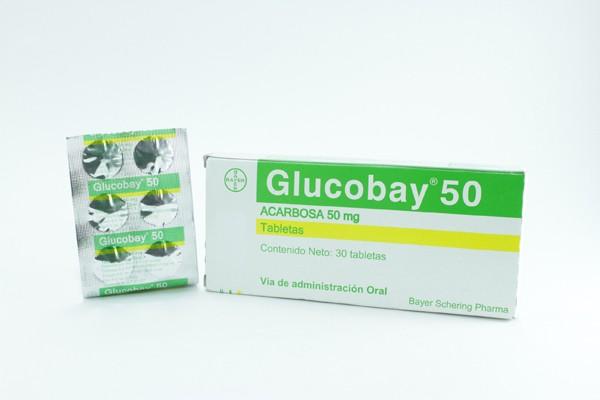 Glucobay 50
Glucobay 50
Glucobay 50
BAYER
Glucobay® 50
ACARBOSA 50 mg
Tabletas
Contenido Neto: 30 tabletas
Vía de administración Oral
Bayer Schering Pharma